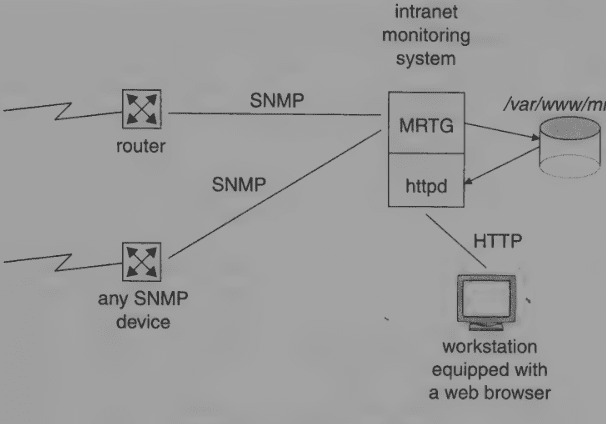 intranet
monitoring
system
SNMP
router
MRTG
httpd
SNMP
any SNMP
device
HTTP
workstation
equipped with
a web browser